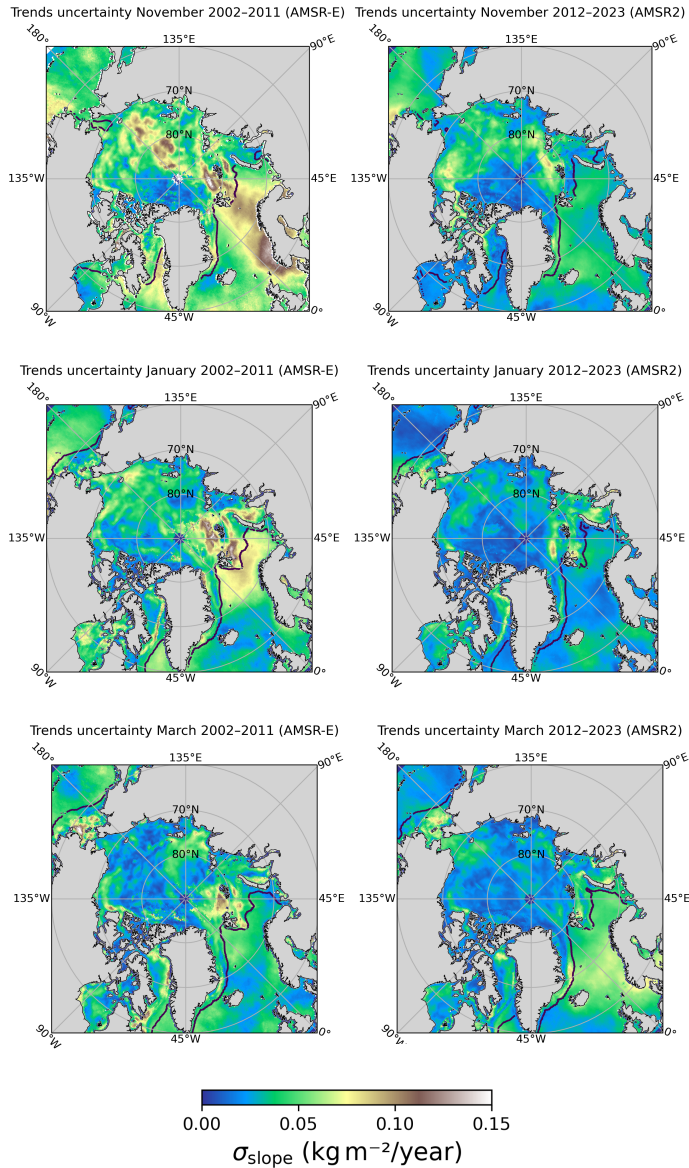 Trends uncertainty November 2002–2011 (AMSR-E)
Trends uncertainty November 2012–2023 (AMSR2)
180° 135°E 90°E
180° 135°E 90°E
70°N
70°N
80°N
80°N
135°W 45°E
135°W 45°E
90°W 45°W 0°
90°W 45°W 0°
Trends uncertainty January 2002–2011 (AMSR-E)
Trends uncertainty January 2012–2023 (AMSR2)
180° 135°E 90°E
180° 135°E 90°E
70°N
70°N
80°N
80°N
135°W 45°E
135°W 45°E
90°W 45°W 0°
90°W 45°W 0°
Trends uncertainty March 2002–2011 (AMSR-E)
Trends uncertainty March 2012–2023 (AMSR2)
180° 135°E 90°E
180° 135°E 90°E
70°N
70°N
80°N
80°N
135°W 45°E
135°W 45°E
90°W 45°W 0°
90°W 45°W 0°
0.00 0.05 0.10 0.15
σslope (kg m⁻²/year)